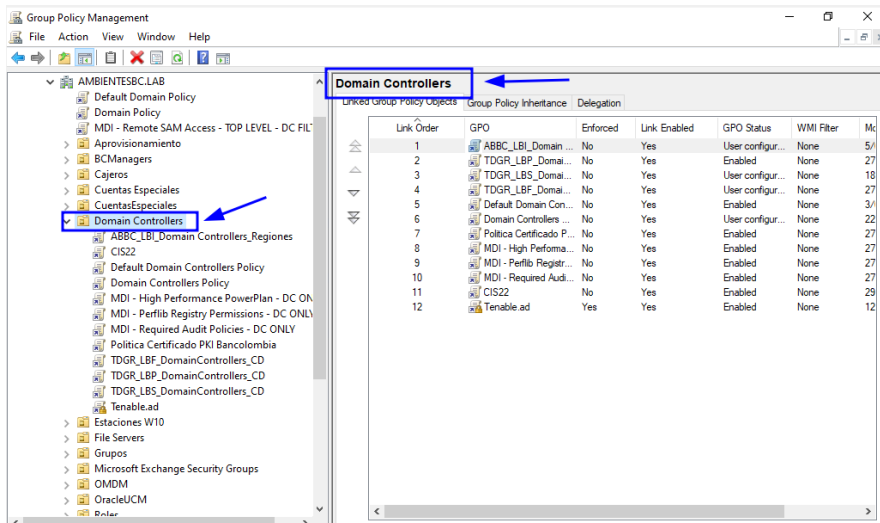 Group Policy Management
File Action View Window Help
AMBIENTESBC.LAB
Default Domain Policy
Domain Policy
MDI - Remote SAM Access - TOP LEVEL - DC FIL
Aprovisionamiento
BCManagers
Cajeros
Cuentas Especiales
CuentasEspeciales
Domain Controllers
ABBC_LBI_Domain Controllers_Regiones
CIS22
Default Domain Controllers Policy
Domain Controllers Policy
MDI - High Performance PowerPlan - DC ON
MDI - Perflib Registry Permissions - DC ONLY
MDI - Required Audit Policies - DC ONLY
Politica Certificado PKI Bancolombia
TDGR_LBF_DomainControllers_CD
TDGR_LBP_DomainControllers_CD
TDGR_LBS_DomainControllers_CD
Tenable.ad
Estaciones W10
File Servers
Grupos
Microsoft Exchange Security Groups
OMDM
OracleUCM
Roles
Domain Controllers
Linked Group Policy Objects Group Policy Inheritance Delegation
Link Order GPO Enforced Link Enabled GPO Status WMI Filter Mc
1 ABBC_LBI_Domain ... No Yes User configur... None 5/
2 TDGR_LBP_Domai... No Yes Enabled None 27
3 TDGR_LBS_Domai... No Yes User configur... None 18
4 TDGR_LBF_Domai... No Yes User configur... None 27
5 Default Domain Con... No Yes Enabled None 3/
6 Domain Controllers ... No Yes User configur... None 22
7 Politica Certificado P... No Yes Enabled None 27
8 MDI - High Performa... No Yes Enabled None 27
9 MDI - Perflib Registr... No Yes Enabled None 27
10 MDI - Required Audi... No Yes Enabled None 27
11 CIS22 No Yes Enabled None 29
12 Tenable.ad Yes Yes Enabled None 12